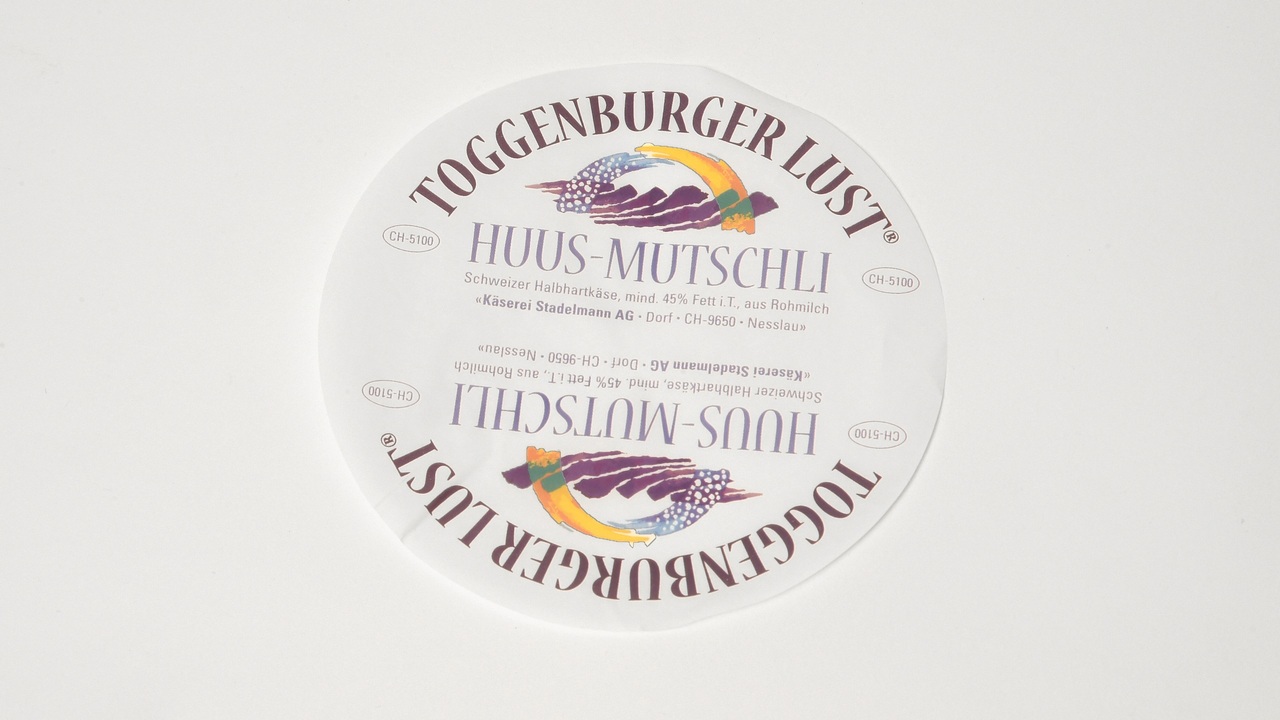 TOGGENBURGER LUST®
CH-5100
HUUS-MUTSCHLI
CH-5100
Schweizer Halbhartkäse, mind. 45% Fett i.T., aus Rohmilch
«Käserei Stadelmann AG · Dorf · CH-9650 · Nesslau»
TOGGENBURGER LUST®
CH-5100
HUUS-MUTSCHLI
CH-5100
Schweizer Halbhartkäse, mind. 45% Fett i.T., aus Rohmilch
«Käserei Stadelmann AG · Dorf · CH-9650 · Nesslau»